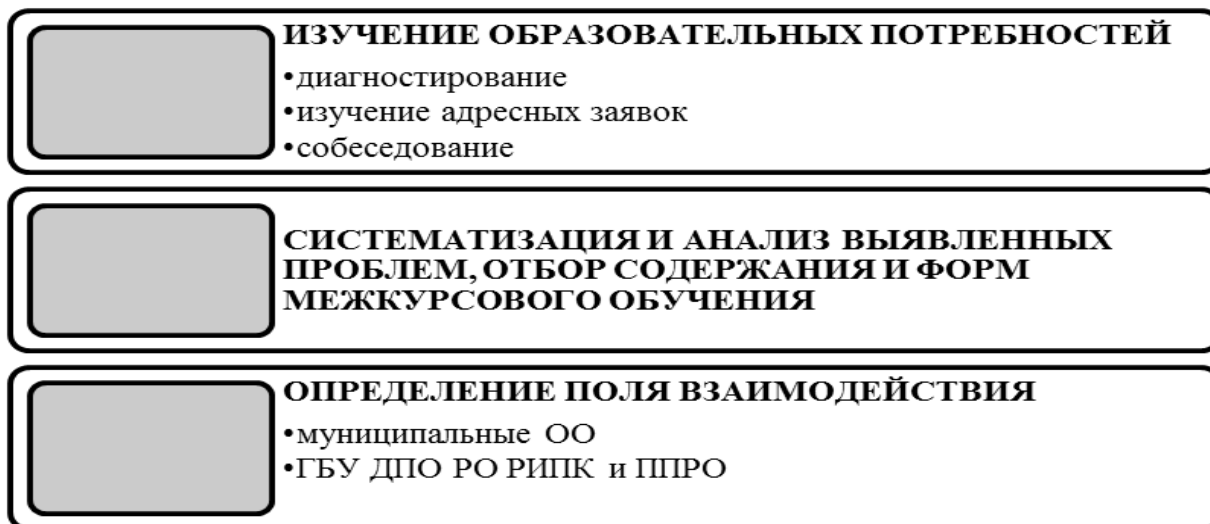 ИЗУЧЕНИЕ ОБРАЗОВАТЕЛЬНЫХ ПОТРЕБНОСТЕЙ
•диагностирование
•изучение адресных заявок
•собеседование
СИСТЕМАТИЗАЦИЯ И АНАЛИЗ ВЫЯВЛЕННЫХ
ПРОБЛЕМ, ОТБОР СОДЕРЖАНИЯ И ФОРМ
МЕЖКУРСОВОГО ОБУЧЕНИЯ
ОПРЕДЕЛЕНИЕ ПОЛЯ ВЗАИМОДЕЙСТВИЯ
•муниципальные ОО
•ГБУ ДПО РО РИПК и ППРО